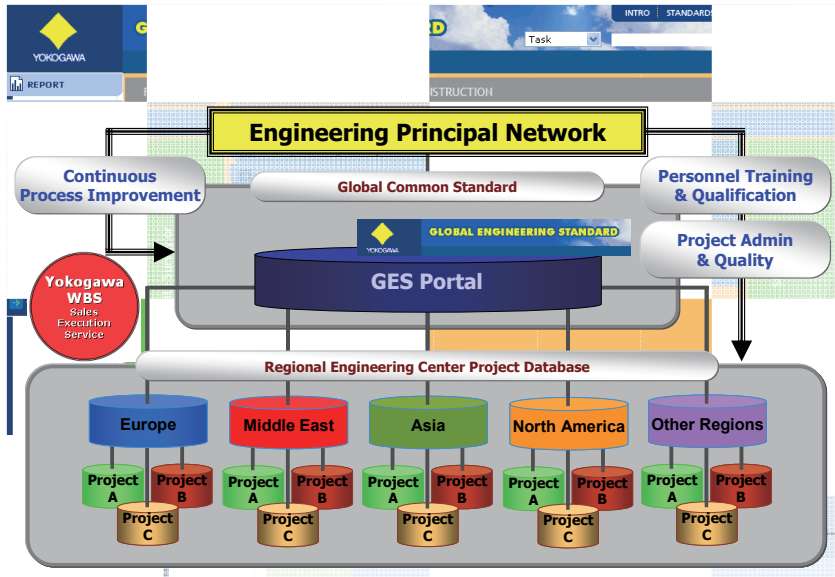 INTRO STANDARDS
YOKOGAWA
Task
REPORT
NSTRUCTION
Engineering Principal Network
Continuous
Process Improvement
Global Common Standard
Personnel Training
& Qualification
YOKOGAWA
GLOBAL ENGINEERING STANDARD
Project Admin
& Quality
GES Portal
Yokogawa
WBS
Sales
Execution
Service
Regional Engineering Center Project Database
Europe
Middle East
Asia
North America
Other Regions
Project
A
Project
B
Project
C
Project
A
Project
B
Project
C
Project
A
Project
B
Project
C
Project
A
Project
B
Project
C
Project
A
Project
B
Project
C